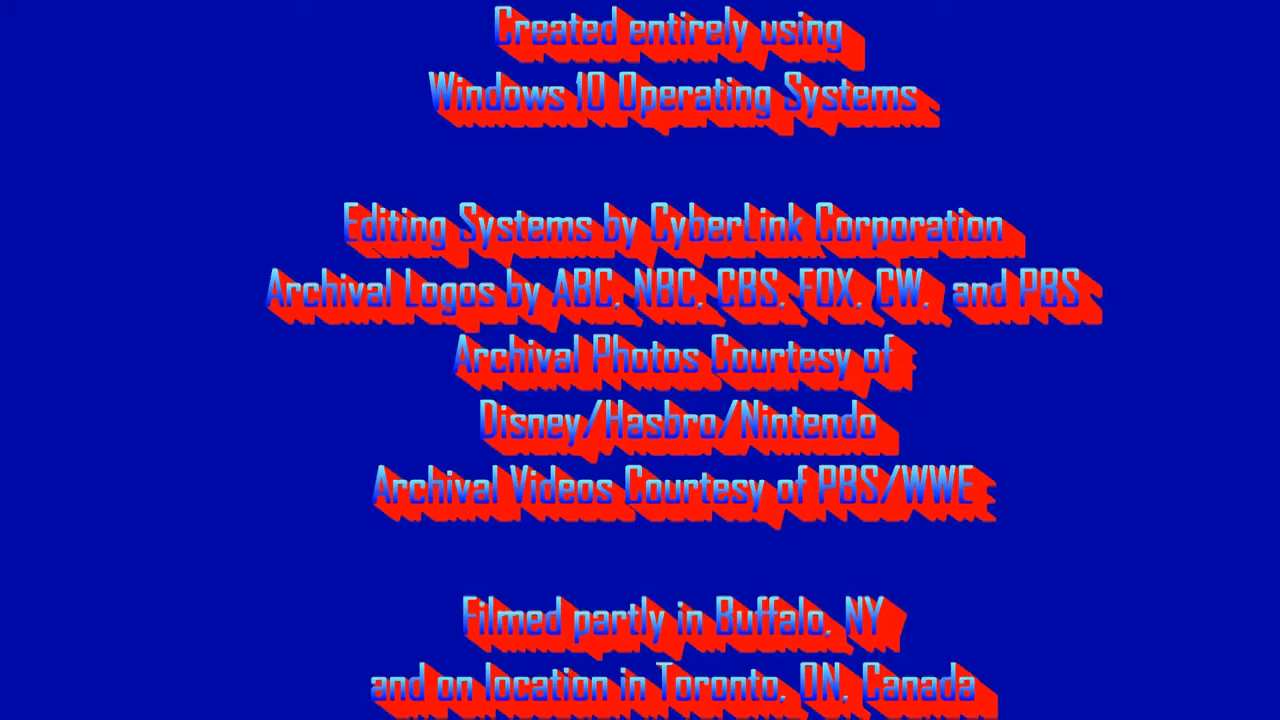 Created entirely using
Windows 10 Operating Systems
Editing Systems by CyberLink Corporation
Archival Logos by ABC, NBC, CBS, FOX, CW, and PBS
Archival Photos Courtesy of
Disney/Hasbro/Nintendo
Archival Videos Courtesy of PBS/WWE
Filmed partly in Buffalo, NY
and on location in Toronto, ON, Canada